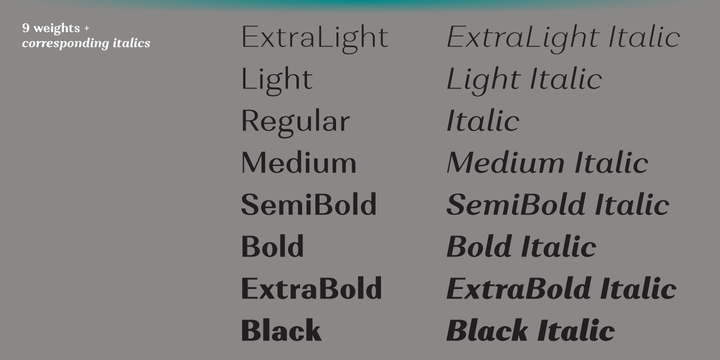 9 weights +
corresponding italics
ExtraLight
Light
Regular
Medium
SemiBold
Bold
ExtraBold
Black
ExtraLight Italic
Light Italic
Italic
Medium Italic
SemiBold Italic
Bold Italic
ExtraBold Italic
Black Italic